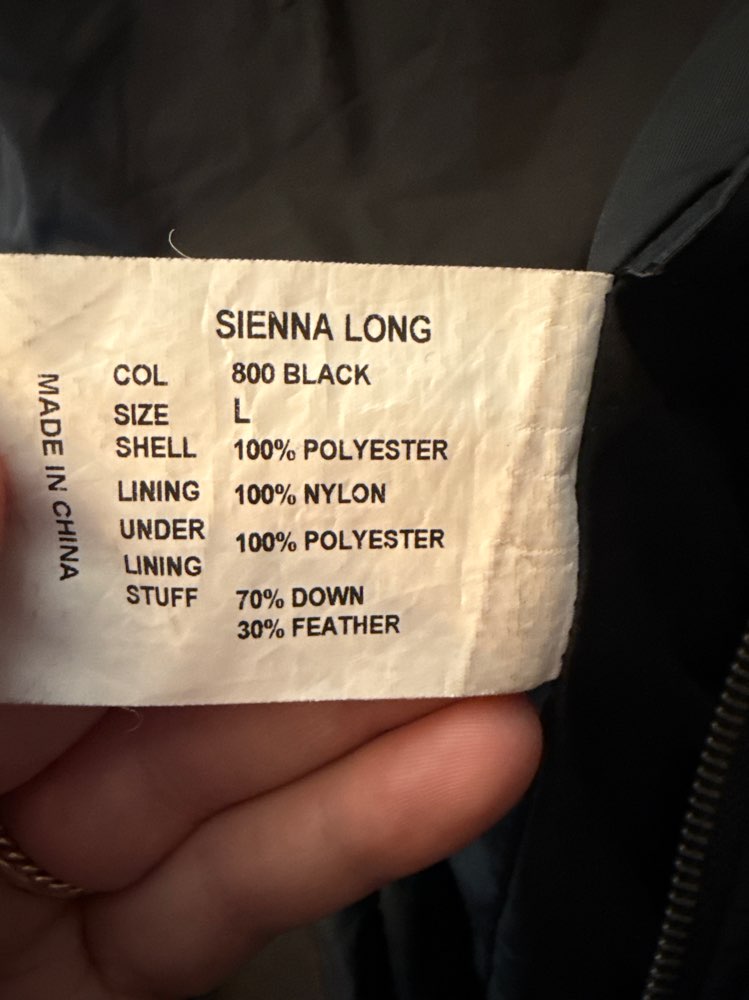 SIENNA LONG
COL 800 BLACK
SIZE L
SHELL 100% POLYESTER
LINING 100% NYLON
UNDER LINING 100% POLYESTER
STUFF 70% DOWN
30% FEATHER
MADE IN CHINA